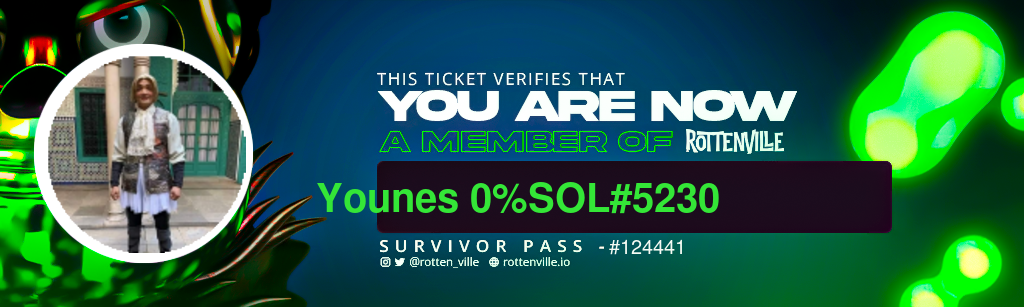 THIS TICKET VERIFIES THAT
YOU ARE NOW
A MEMBER OF ROTTENVILLE
Younes 0%SOL#5230
SURVIVOR PASS - #124441
@rotten_ville rottenville.io